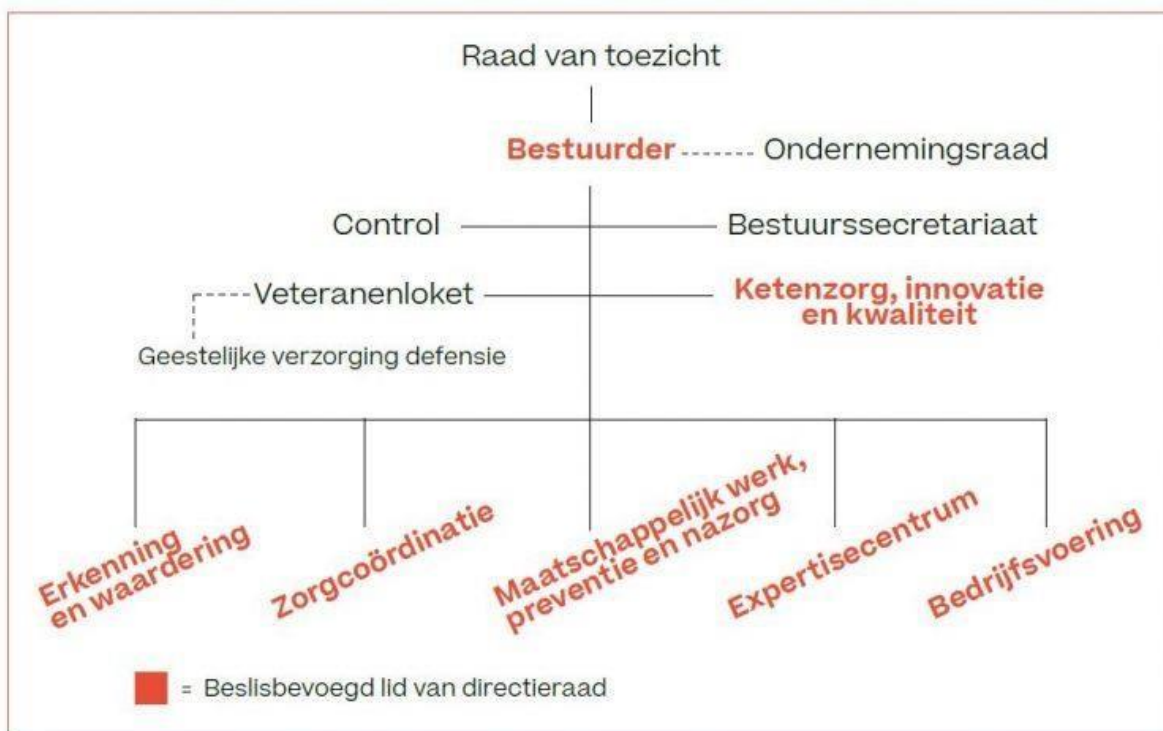 Raad van toezicht
Bestuurder
Ondernemingsraad
Control
Bestuurssecretariaat
Veteranenloket
Ketenzorg, innovatie
en kwaliteit
Geestelijke verzorging defensie
Erkenning
en waardering
Zorgcoördinatie
Maatschappelijk werk,
preventie en nazorg
Expertisecentrum
Bedrijfsvoering
= Beslisbevoegd lid van directieraad